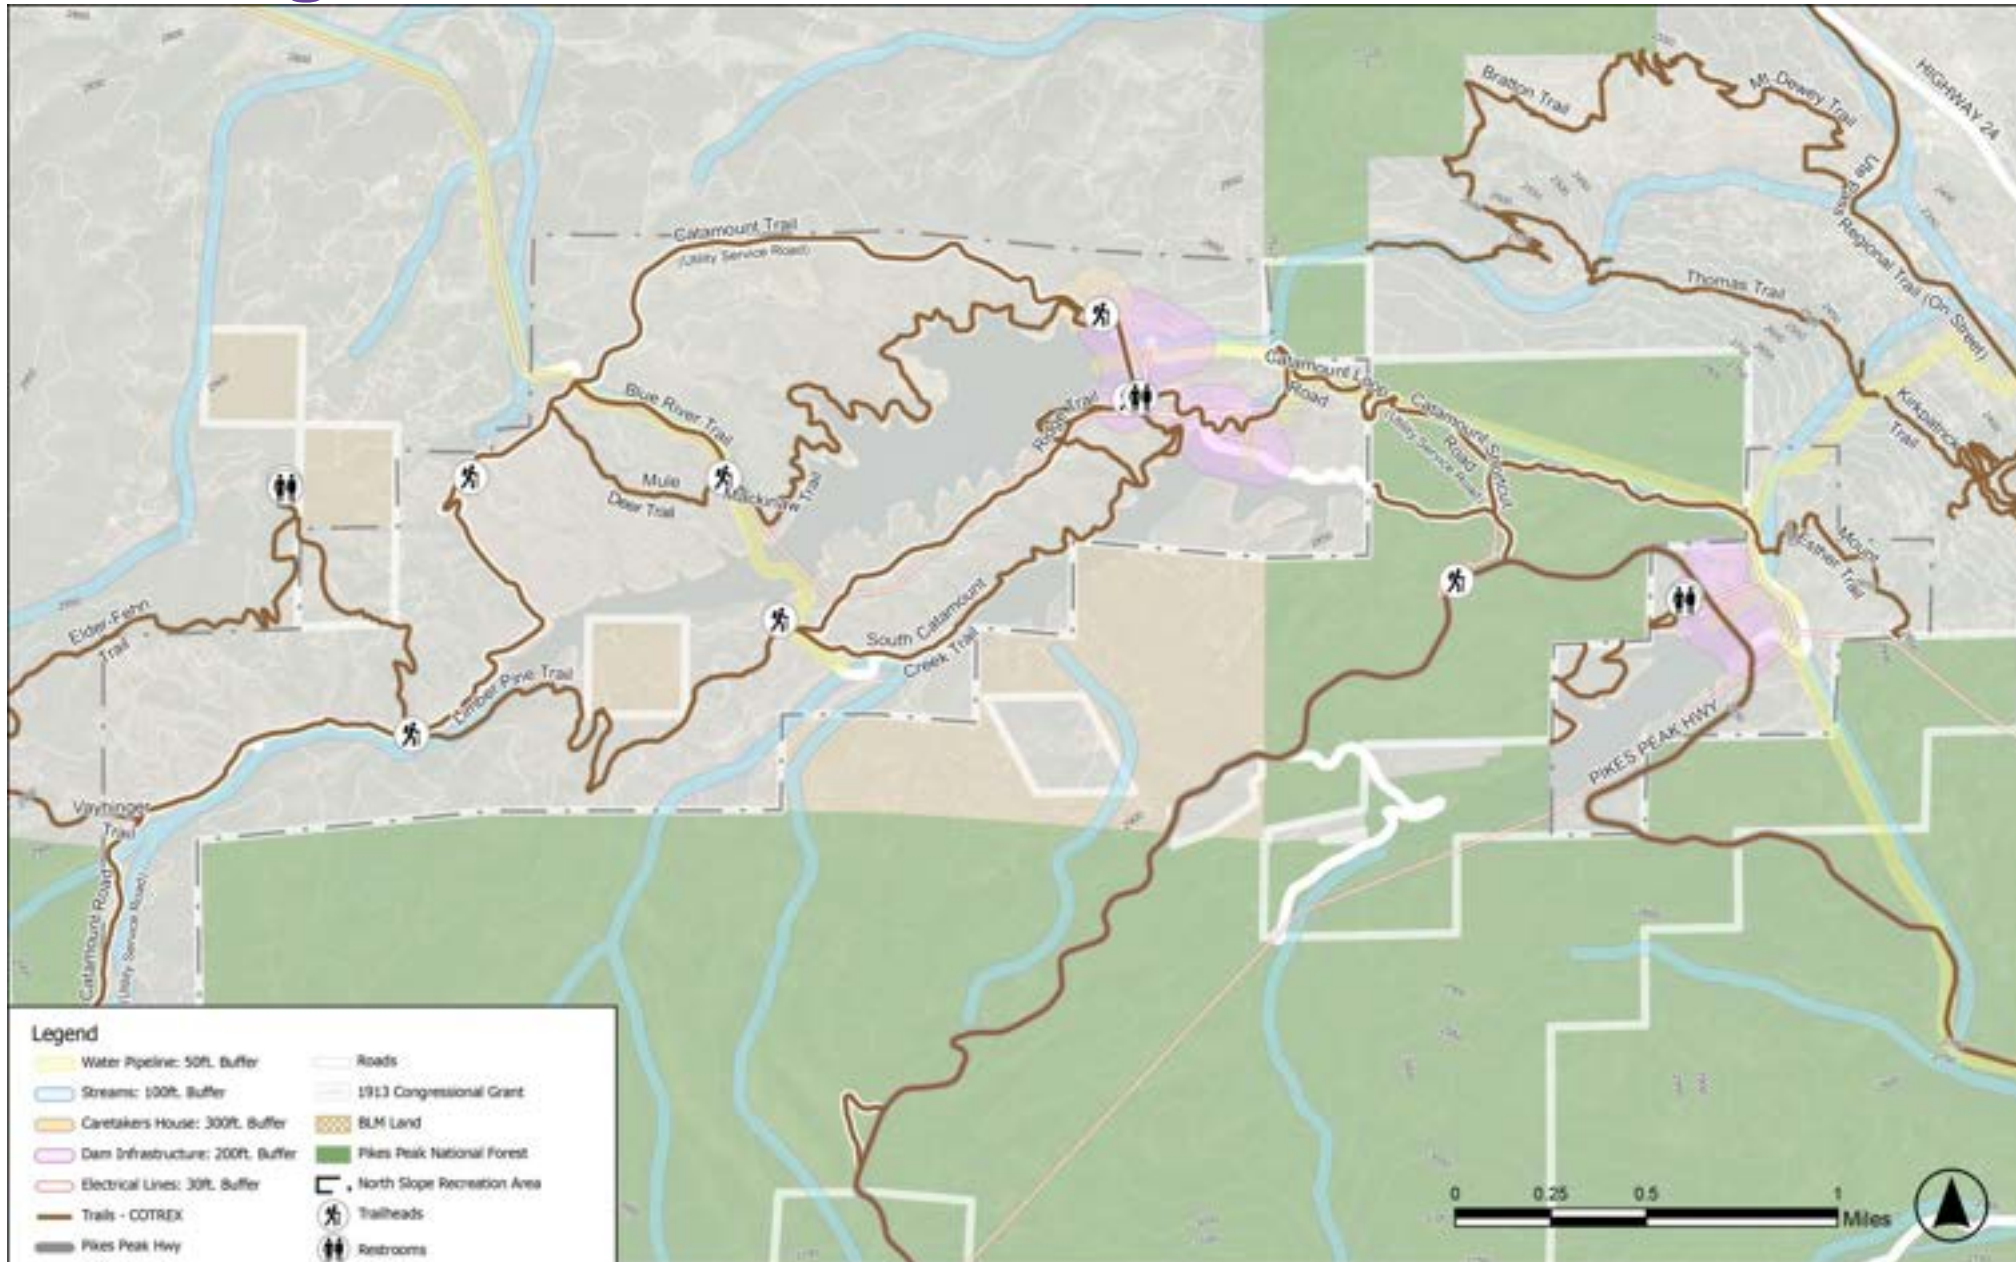 HIGHWAY 24
Bratton Trail
Mt. Dewey Trail
Ute Pass Regional Trail (On Street)
Catamount Trail
(Utility Service Road)
Thomas Trail
Catamount Loop
Road
Blue River Trail
Ridge Trail
Catamount Shortcut
Road
(Utility Service Road)
Kirkpatrick
Trail
Mule
Deer Trail
Mackinaw Trail
Mount
Esther Trail
South Catamount
Creek Trail
Elder-Fehn
Trail
Limber Pine Trail
PIKES PEAK HWY
Vayhinger
Trail
Catamount Road
(Utility Service Road)
Legend
Water Pipeline: 50ft. Buffer
Streams: 100ft. Buffer
Caretakers House: 300ft. Buffer
Dam Infrastructure: 200ft. Buffer
Electrical Lines: 30ft. Buffer
Trails - COTREX
Pikes Peak Hwy
Roads
1913 Congressional Grant
BLM Land
Pikes Peak National Forest
North Slope Recreation Area
Trailheads
Restrooms
0 0.25 0.5 1
Miles